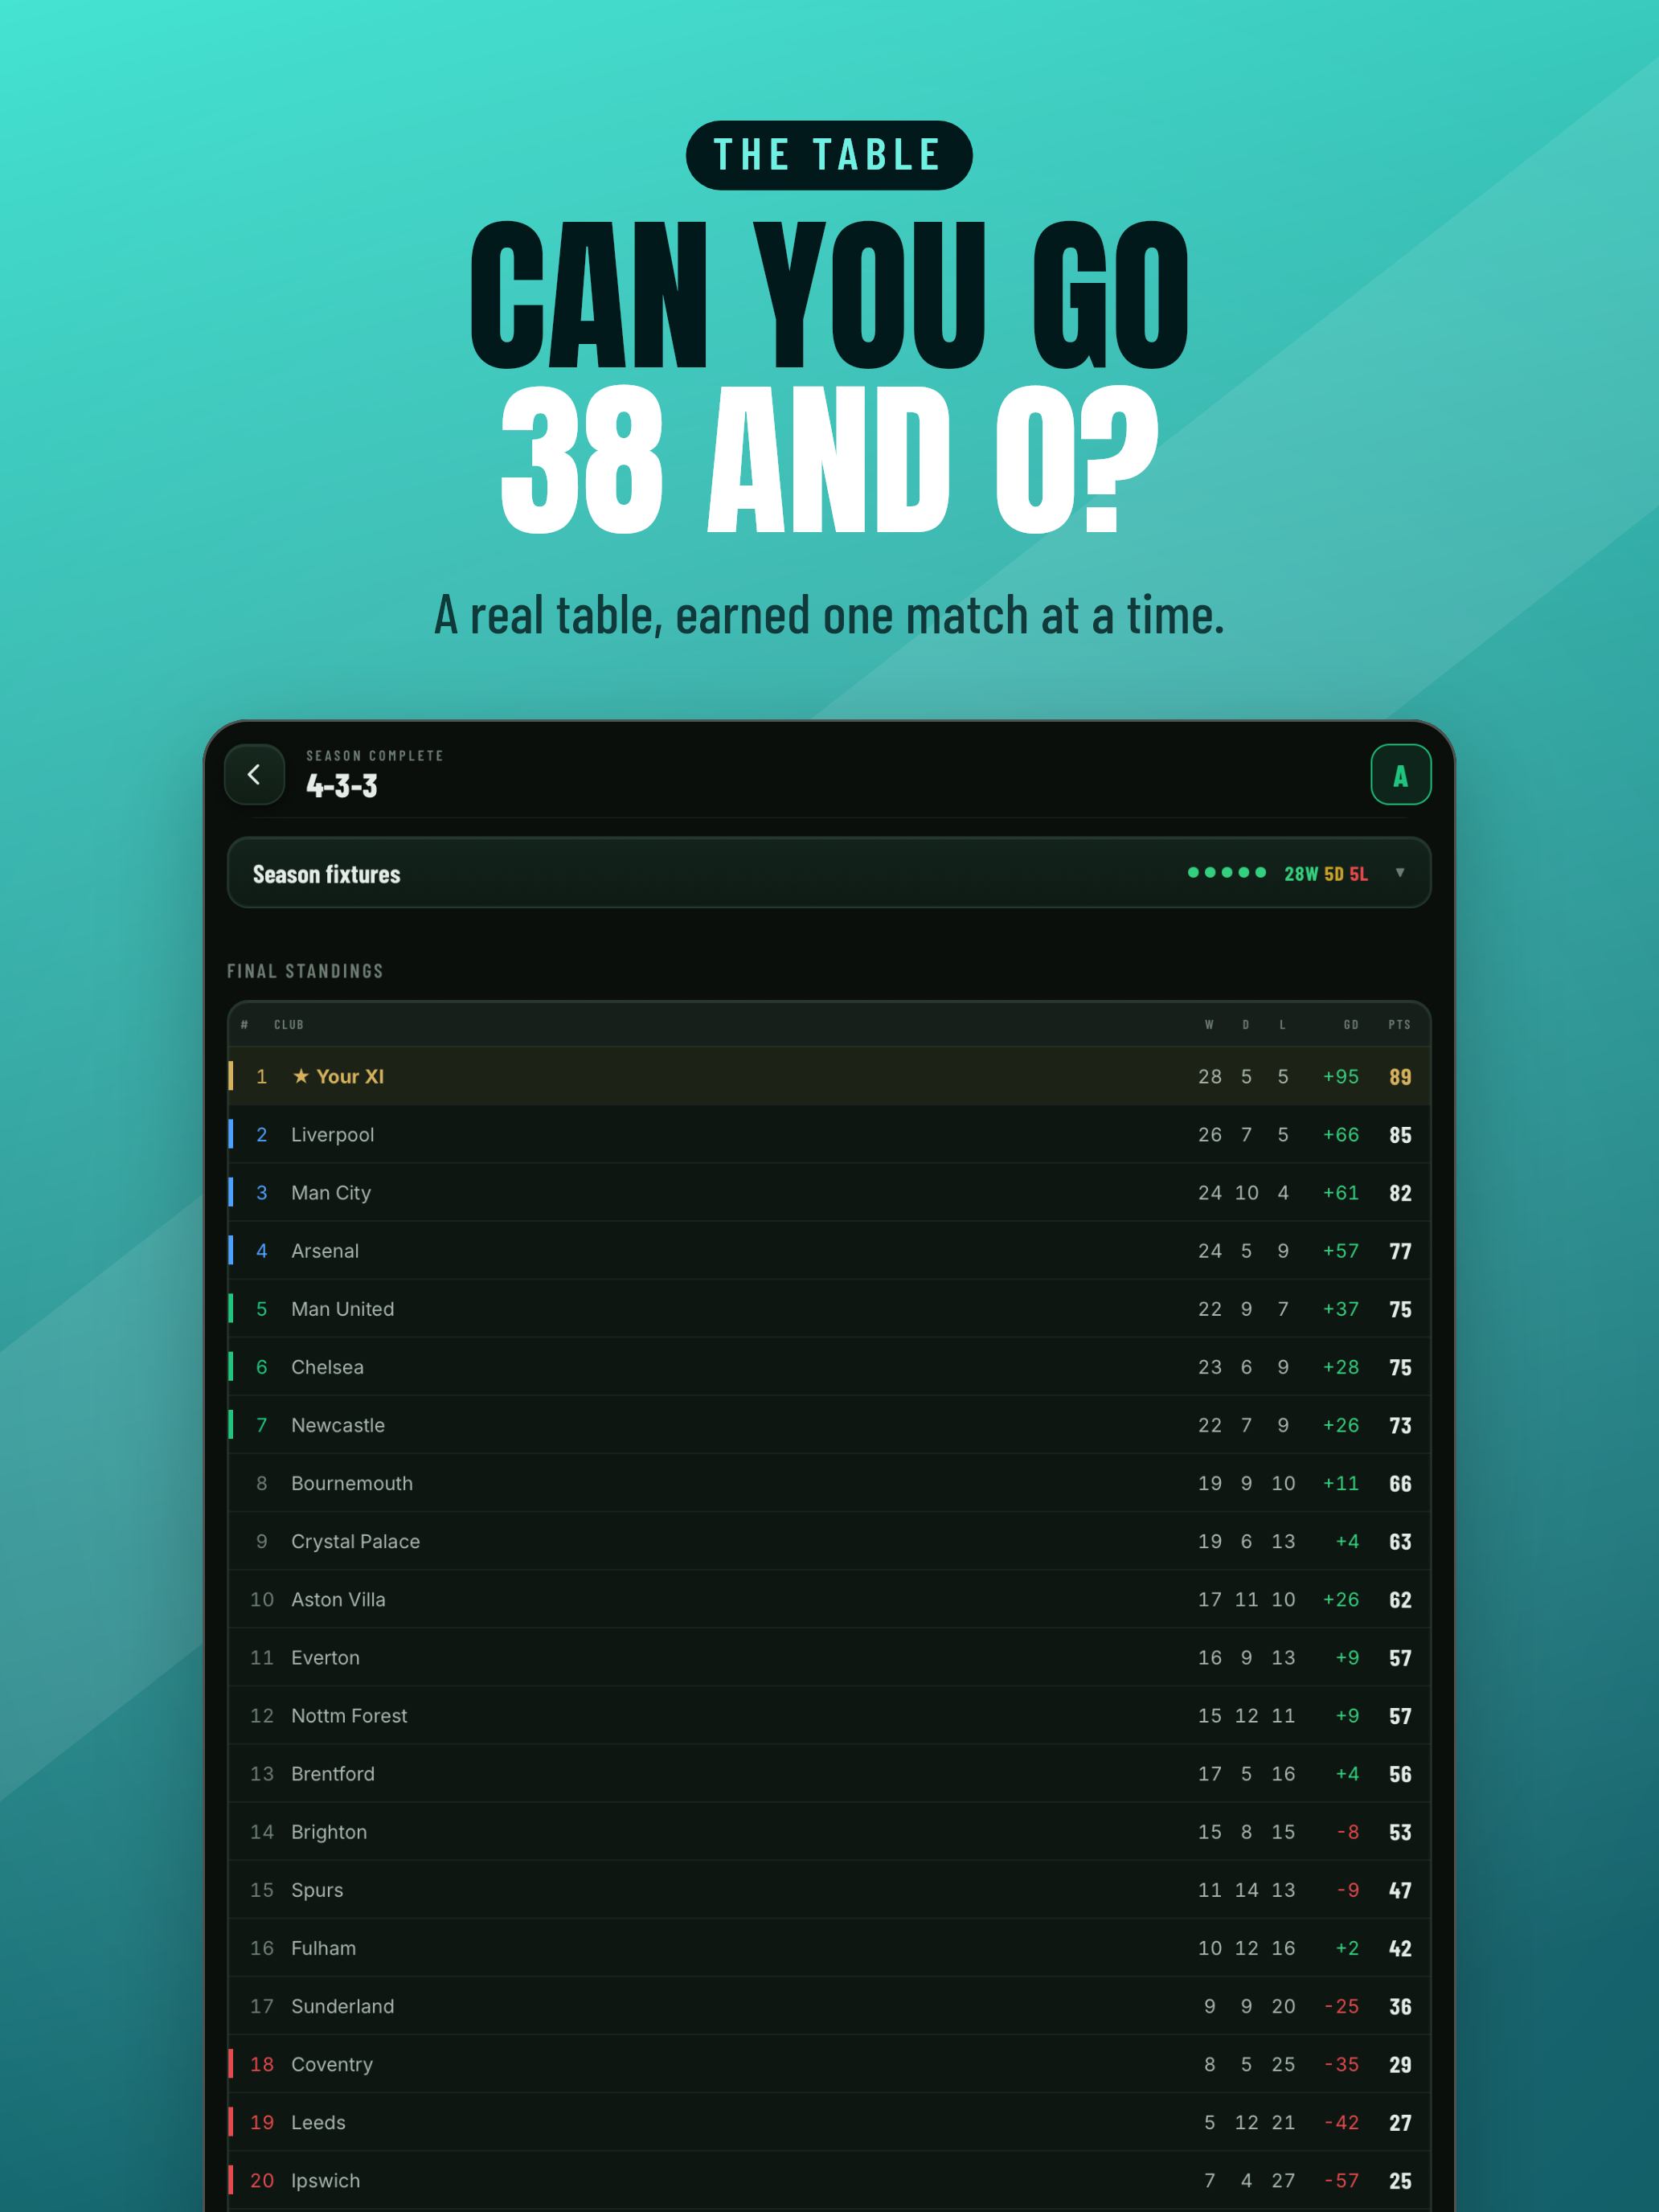 THE TABLE
CAN YOU GO
38 AND 0?
A real table, earned one match at a time.
SEASON COMPLETE
4-3-3
A
Season fixtures 28W 5D 5L ▼
FINAL STANDINGS
# CLUB W D L GD PTS
1 ★ Your XI 28 5 5 +95 89
2 Liverpool 26 7 5 +66 85
3 Man City 24 10 4 +61 82
4 Arsenal 24 5 9 +57 77
5 Man United 22 9 7 +37 75
6 Chelsea 23 6 9 +28 75
7 Newcastle 22 7 9 +26 73
8 Bournemouth 19 9 10 +11 66
9 Crystal Palace 19 6 13 +4 63
10 Aston Villa 17 11 10 +26 62
11 Everton 16 9 13 +9 57
12 Nottm Forest 15 12 11 +9 57
13 Brentford 17 5 16 +4 56
14 Brighton 15 8 15 -8 53
15 Spurs 11 14 13 -9 47
16 Fulham 10 12 16 +2 42
17 Sunderland 9 9 20 -25 36
18 Coventry 8 5 25 -35 29
19 Leeds 5 12 21 -42 27
20 Ipswich 7 4 27 -57 25